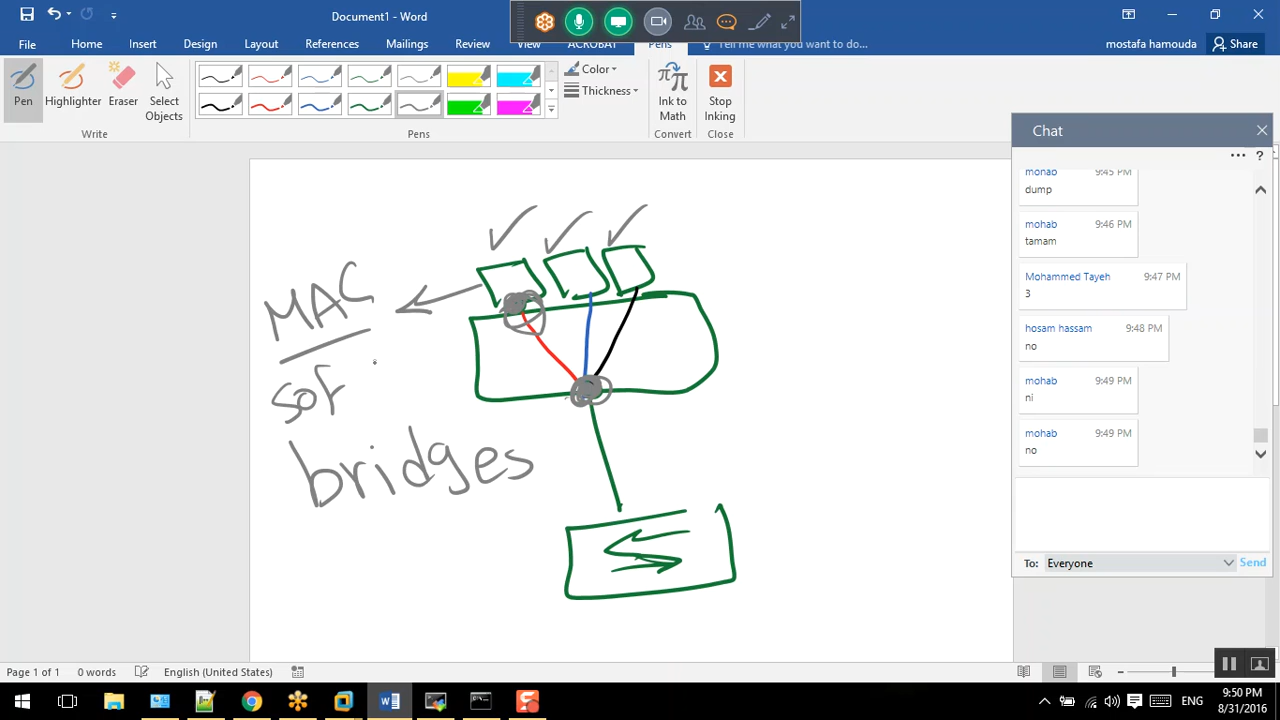 Document1 - Word
mostafa hamouda
Share
File
Home
Insert
Design
Layout
References
Mailings
Review
View
ACROBAT
Pens
Tell me what you want to do...
Pen
Highlighter
Eraser
Select
Objects
Write
Pens
Color
Thickness
Ink to
Math
Convert
Stop
Inking
Close
Chat
?
mohab 9:45 PM
dump
mohab 9:46 PM
tamam
Mohammed Tayeh 9:47 PM
3
hosam hassam 9:48 PM
no
mohab 9:49 PM
ni
mohab 9:49 PM
no
To: Everyone Send
MAC
sof
bridges
Page 1 of 1 0 words English (United States)
ENG
9:50 PM
8/31/2016